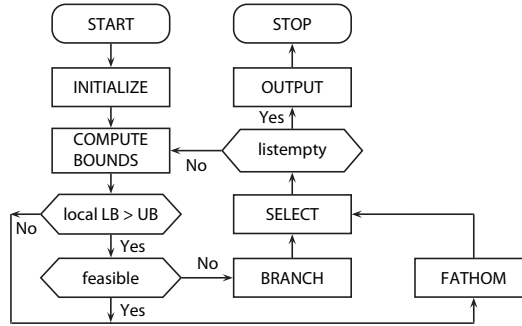 START
STOP
INITIALIZE
OUTPUT
Yes
COMPUTE
BOUNDS
listempty
No
local LB > UB
SELECT
No
Yes
feasible
No
BRANCH
FATHOM
Yes